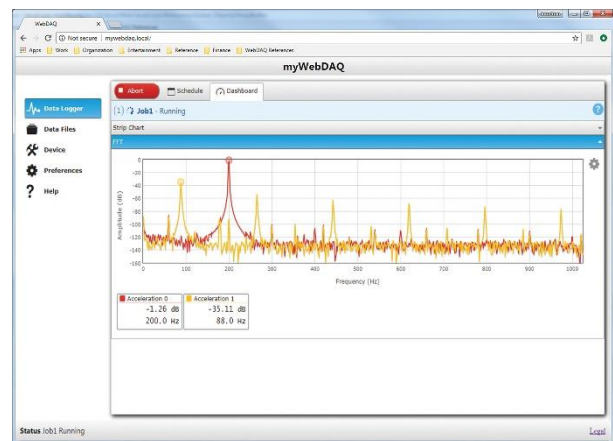 WebDAQ
Not secure | mywebdaq.local/
Apps Work Organization Entertainment Reference Finance WebDAQ References
myWebDAQ
Abort Schedule Dashboard
(1) Job1 - Running
Data Logger
Data Files
Device
Preferences
Help
Strip Chart
FFT
Amplitude (dB)
0
-20
-40
-60
-80
-100
-120
-140
-160
0 100 200 300 400 500 600 700 800 900 1000
Frequency (Hz)
Acceleration 0 Acceleration 1
-1.26 dB -35.11 dB
200.0 Hz 88.0 Hz
Status Job1 Running
Legal